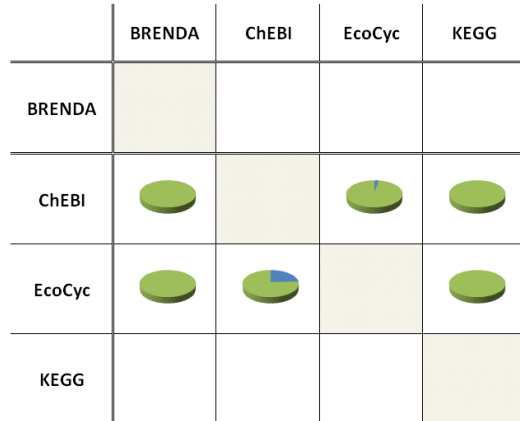 BRENDA ChEBI EcoCyc KEGG
BRENDA
ChEBI
EcoCyc
KEGG